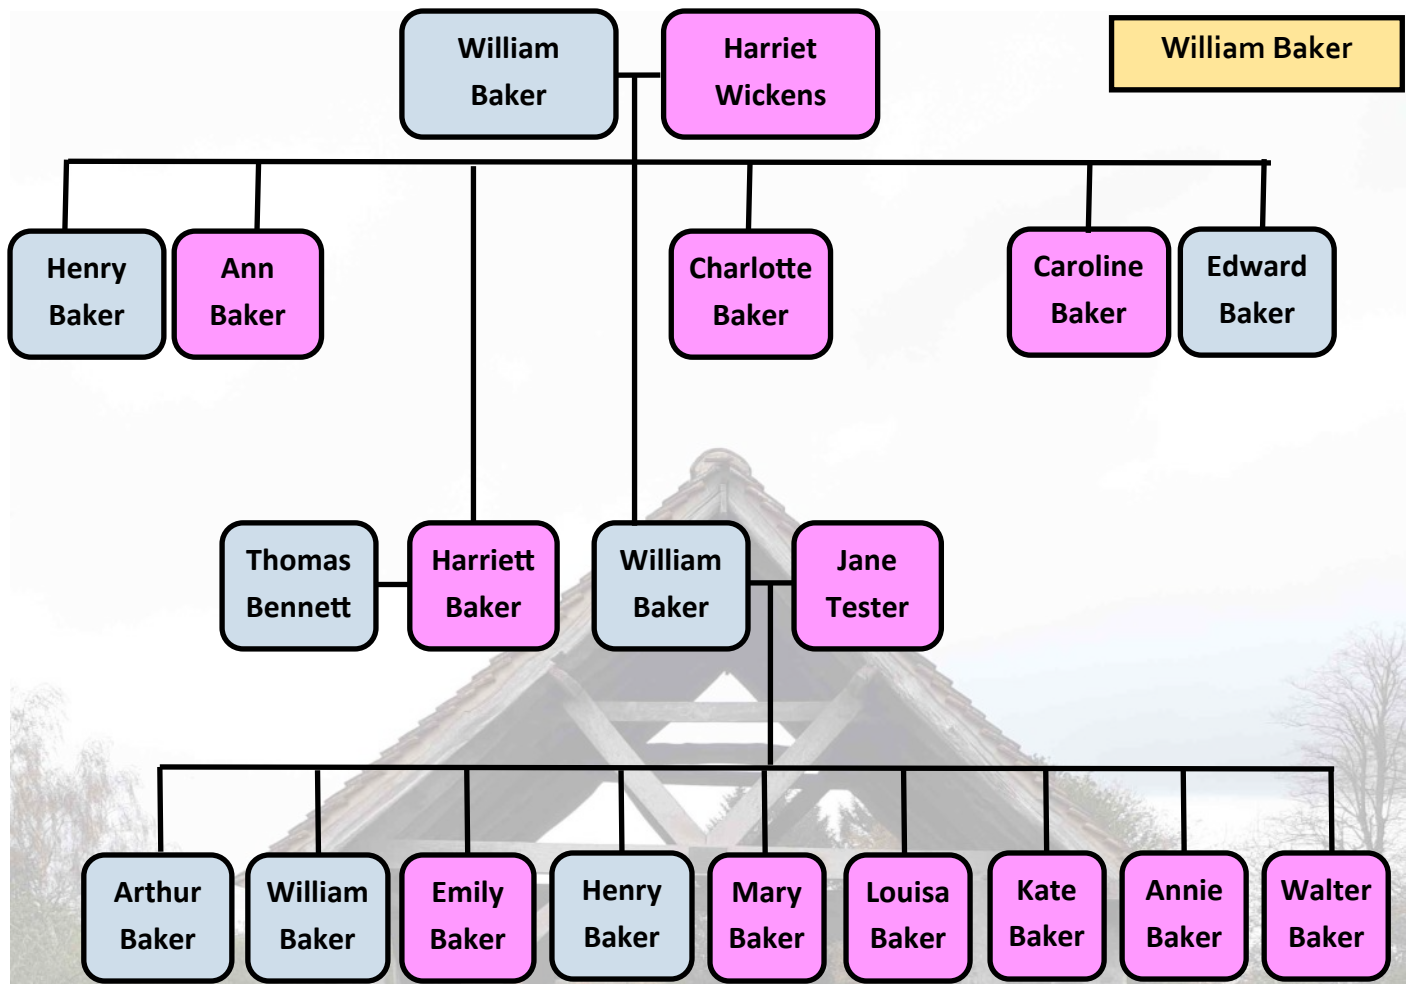 William
Baker
Harriet
Wickens
William Baker
Henry
Baker
Ann
Baker
Charlotte
Baker
Caroline
Baker
Edward
Baker
Thomas
Bennett
Harriett
Baker
William
Baker
Jane
Tester
Arthur
Baker
William
Baker
Emily
Baker
Henry
Baker
Mary
Baker
Louisa
Baker
Kate
Baker
Annie
Baker
Walter
Baker